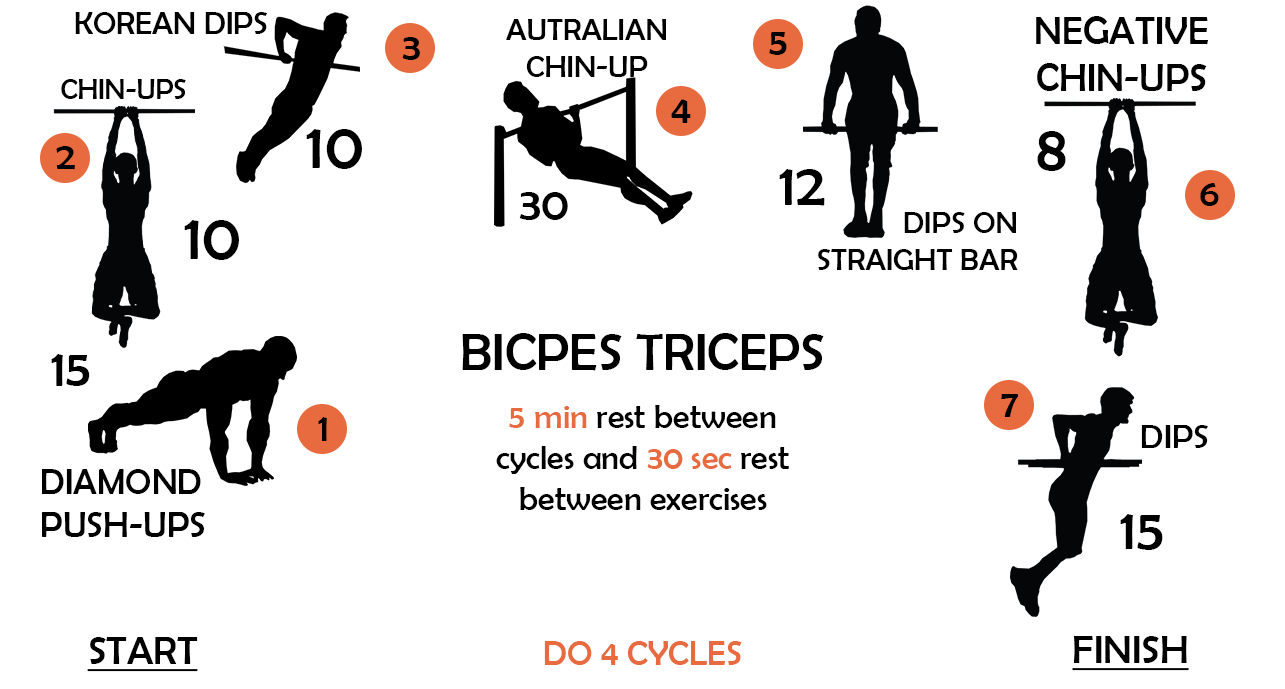 START
DIAMOND
PUSH-UPS
15
1
CHIN-UPS
2
10
KOREAN DIPS
3
10
AUTRALIAN
CHIN-UP
4
30
5
12
DIPS ON
STRAIGHT BAR
NEGATIVE
CHIN-UPS
8
6
7
DIPS
15
FINISH
BICPES TRICEPS
5 min rest between
cycles and 30 sec rest
between exercises
DO 4 CYCLES